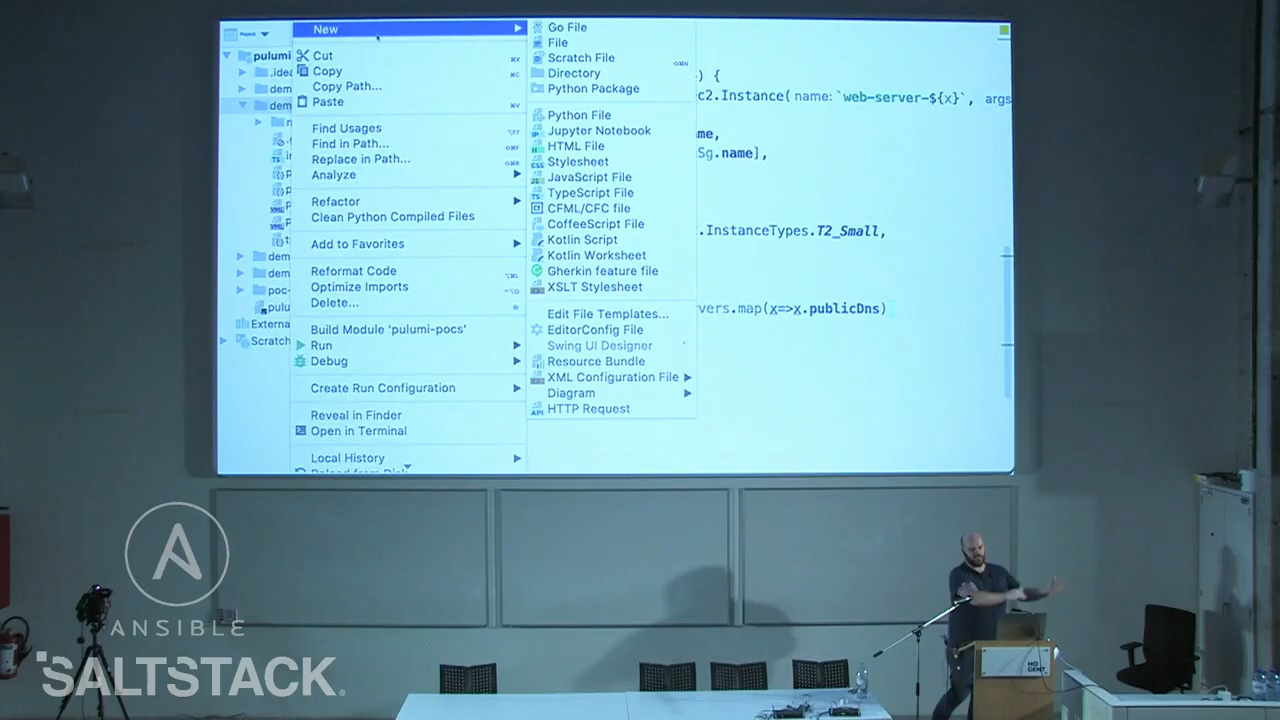 Project
New
Cut
Copy
Copy Path...
Paste
Find Usages
Find in Path...
Replace in Path...
Analyze
Refactor
Clean Python Compiled Files
Add to Favorites
Reformat Code
Optimize Imports
Delete...
Build Module 'pulumi-pocs'
Run
Debug
Create Run Configuration
Reveal in Finder
Open in Terminal
Local History
Go File
File
Scratch File
Directory
Python Package
Python File
Jupyter Notebook
HTML File
Stylesheet
JavaScript File
TypeScript File
CFML/CFC file
CoffeeScript File
Kotlin Script
Kotlin Worksheet
Gherkin feature file
XSLT Stylesheet
Edit File Templates...
EditorConfig File
Swing UI Designer
Resource Bundle
XML Configuration File
Diagram
HTTP Request
pulumi
.idea
dem
dem
dem
dem
poc-
pulu
Externa
Scratch
) {
c2.Instance( name: `web-server-${x}`, args
me,
Sg.name],
.InstanceTypes.T2_Small,
vers.map(x=>x.publicDns)
ANSIBLE
SALTSTACK
HO
GENT